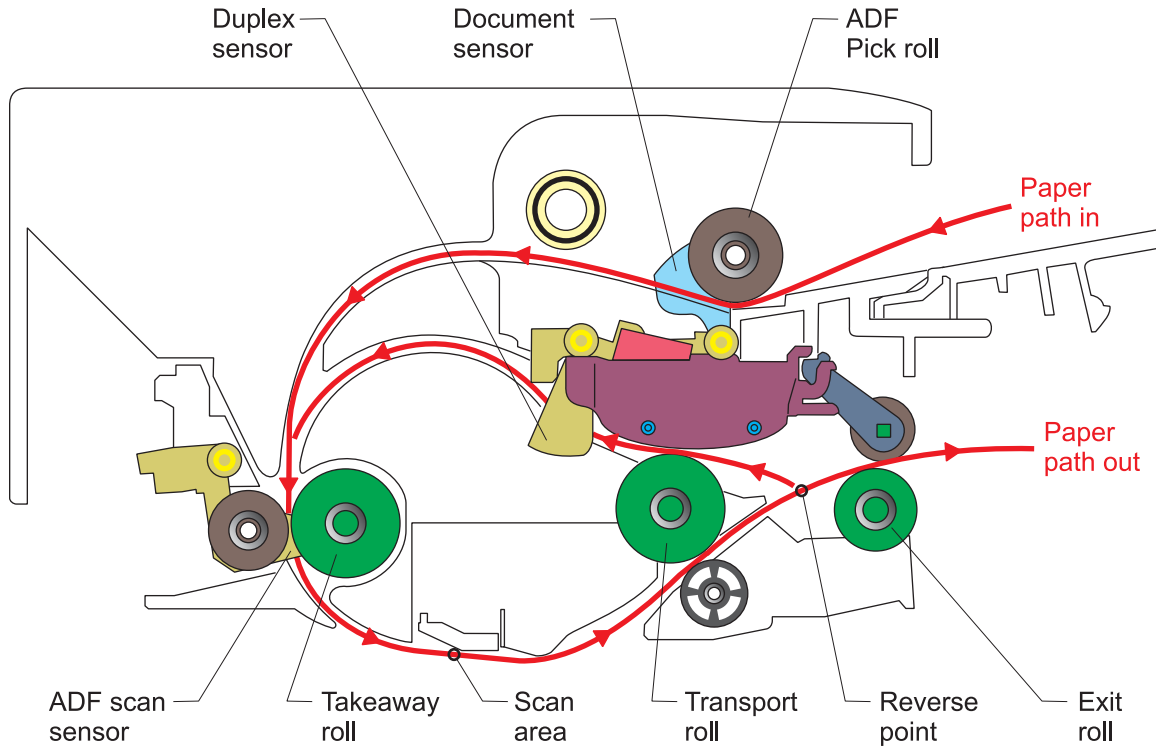 Duplex
sensor
Document
sensor
ADF
Pick roll
Paper
path in
Paper
path out
ADF scan
sensor
Takeaway
roll
Scan
area
Transport
roll
Reverse
point
Exit
roll